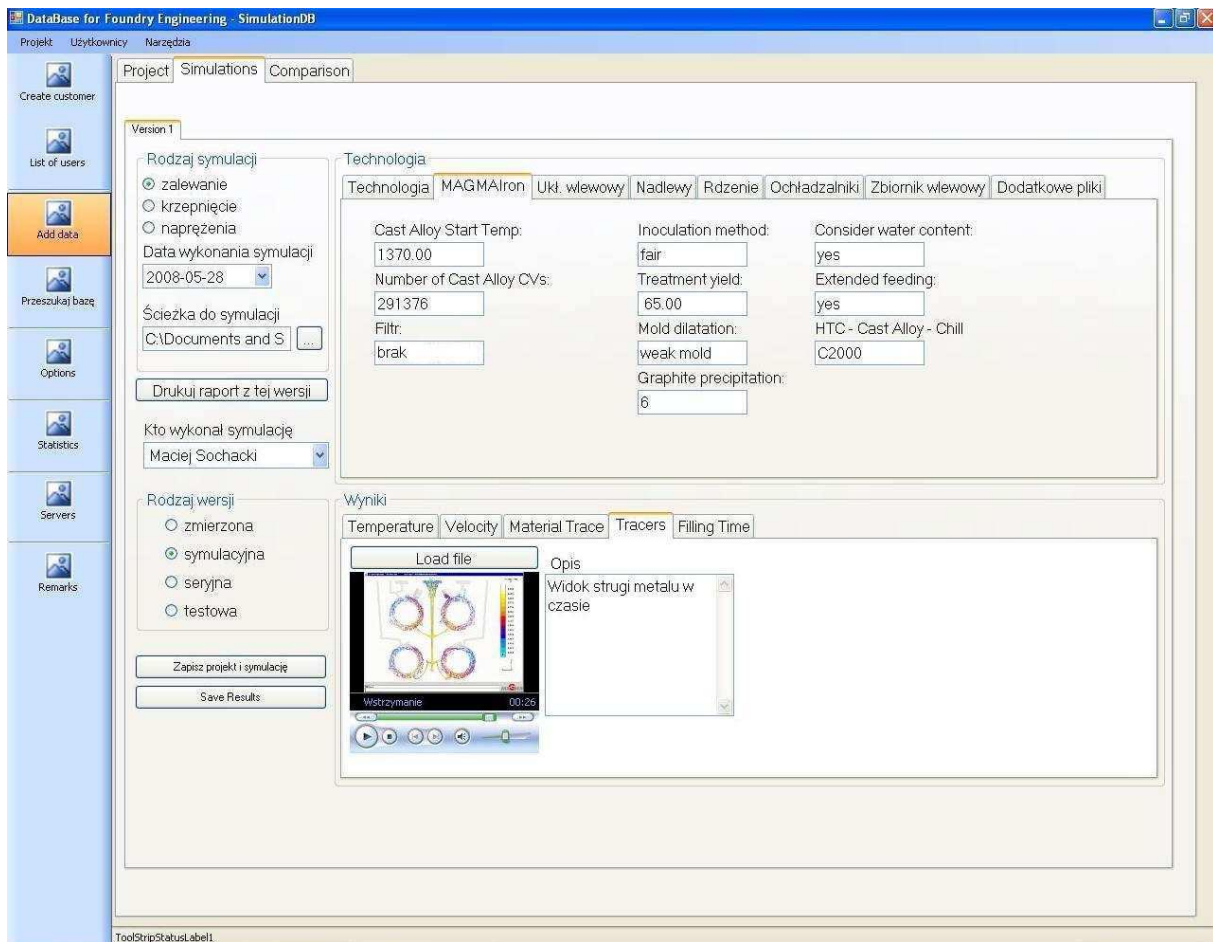 DataBase for Foundry Engineering - SimulationDB
Projekt Użytkownicy Narzędzia
Create customer
List of users
Add data
Przeszukaj bazę
Options
Statistics
Servers
Remarks
Project Simulations Comparison
Version 1
Rodzaj symulacji
zalewanie
krzepnięcie
naprężenia
Data wykonania symulacji
2008-05-28
Ścieżka do symulacji
C:\Documents and S ...
Drukuj raport z tej wersji
Kto wykonał symulację
Maciej Sochacki
Rodzaj wersji
zmierzona
symulacyjna
seryjna
testowa
Zapisz projekt i symulację
Save Results
Technologia
Technologia MAGMAIron Ukł. wlewowy Nadlewy Rdzenie Ochładzalniki Zbiornik wlewowy Dodatkowe pliki
Cast Alloy Start Temp:
1370.00
Number of Cast Alloy CVs:
291376
Filtr:
brak
Inoculation method:
fair
Treatment yield:
65.00
Mold dilatation:
weak mold
Graphite precipitation:
6
Consider water content:
yes
Extended feeding:
yes
HTC - Cast Alloy - Chill
C2000
Wyniki
Temperature Velocity Material Trace Tracers Filling Time
Load file
Wstrzymanie 00:26
Opis
Widok strugi metalu w
czasie
ToolStripStatusLabel1